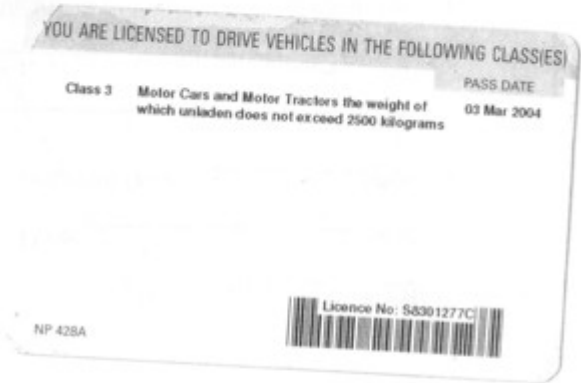 YOU ARE LICENSED TO DRIVE VEHICLES IN THE FOLLOWING CLASS(ES)
PASS DATE
Class 3 Motor Cars and Motor Tractors the weight of 03 Mar 2004
which unladen does not exceed 2500 kilograms
Licence No: S8301277C
NP 428A